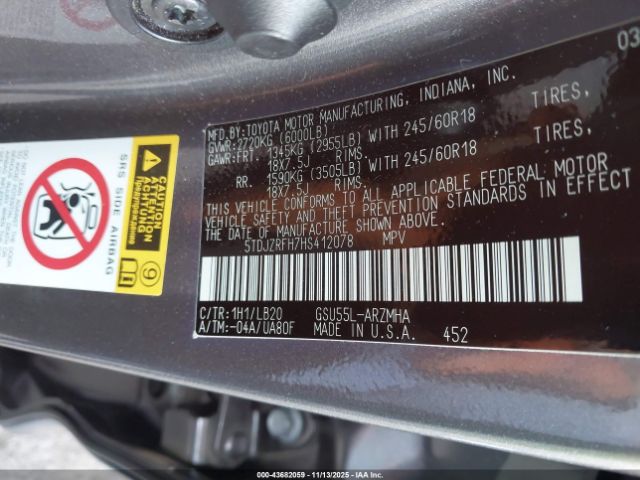 03
MFD.BY:TOYOTA MOTOR MANUFACTURING, INDIANA, INC.
GVWR:2720KG (6000LB)
GAWR:FRT. 1345KG (2955LB) WITH 245/60R18 TIRES,
18X7.5J RIMS.
RR. 1590KG (3505LB) WITH 245/60R18 TIRES,
18X7.5J RIMS.
THIS VEHICLE CONFORMS TO ALL APPLICABLE FEDERAL MOTOR
VEHICLE SAFETY AND THEFT PREVENTION STANDARDS IN EFFECT
ON THE DATE OF MANUFACTURE SHOWN ABOVE.
5TDJZRFH7HS412078 MPV
C/TR:1H1/LB20 GSU55L-ARZMHA
A/TM:-04A/UA80F MADE IN U.S.A. 452
SRS SIDE AIRBAG
ATTENTION
ACHTUNG
9
000-43682059 | 11/13/2025 | IAAI.COM